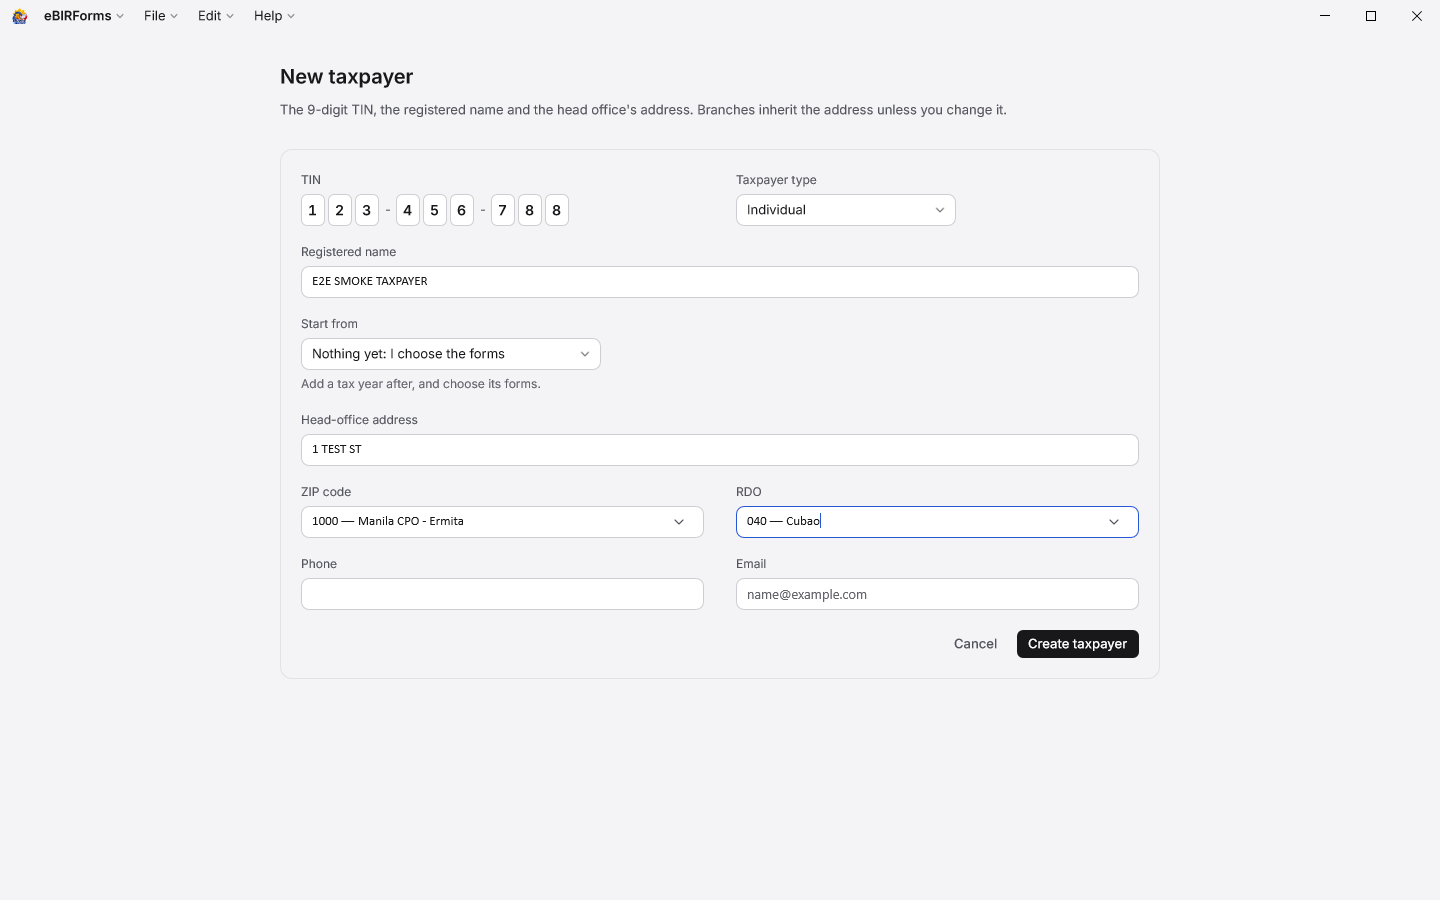 eBIRForms File Edit Help
New taxpayer
The 9-digit TIN, the registered name and the head office's address. Branches inherit the address unless you change it.
TIN
1 2 3 - 4 5 6 - 7 8 8
Taxpayer type
Individual
Registered name
E2E SMOKE TAXPAYER
Start from
Nothing yet: I choose the forms
Add a tax year after, and choose its forms.
Head-office address
1 TEST ST
ZIP code
1000 — Manila CPO - Ermita
RDO
040 — Cubao
Phone
Email
name@example.com
Cancel Create taxpayer